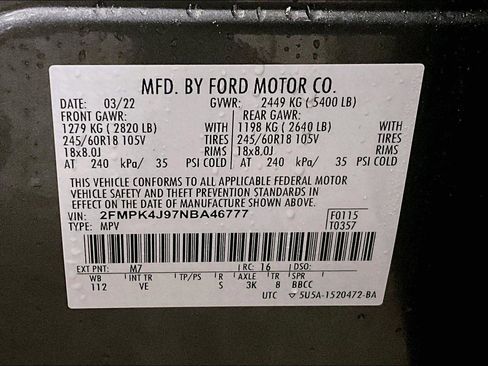 MFD. BY FORD MOTOR CO.
DATE: 03/22 GVWR: 2449 KG ( 5400 LB)
FRONT GAWR: REAR GAWR:
1279 KG ( 2820 LB) WITH 1198 KG ( 2640 LB) WITH
245/60R18 105V TIRES 245/60R18 105V TIRES
18x8.0J RIMS 18x8.0J RIMS
AT 240 kPa/ 35 PSI COLD AT 240 kPa/ 35 PSI COLD
THIS VEHICLE CONFORMS TO ALL APPLICABLE FEDERAL MOTOR
VEHICLE SAFETY AND THEFT PREVENTION STANDARDS IN
EFFECT ON THE DATE OF MANUFACTURE SHOWN ABOVE.
VIN: 2FMPK4J97NBA46777 F0115
TYPE: MPV T0357
EXT PNT: M7 RC: 16 DSO:
WB INT TR TP/PS R AXLE TR SPR
112 VE S 3K 8 BBCC
UTC ▽5U5A-1520472-BA